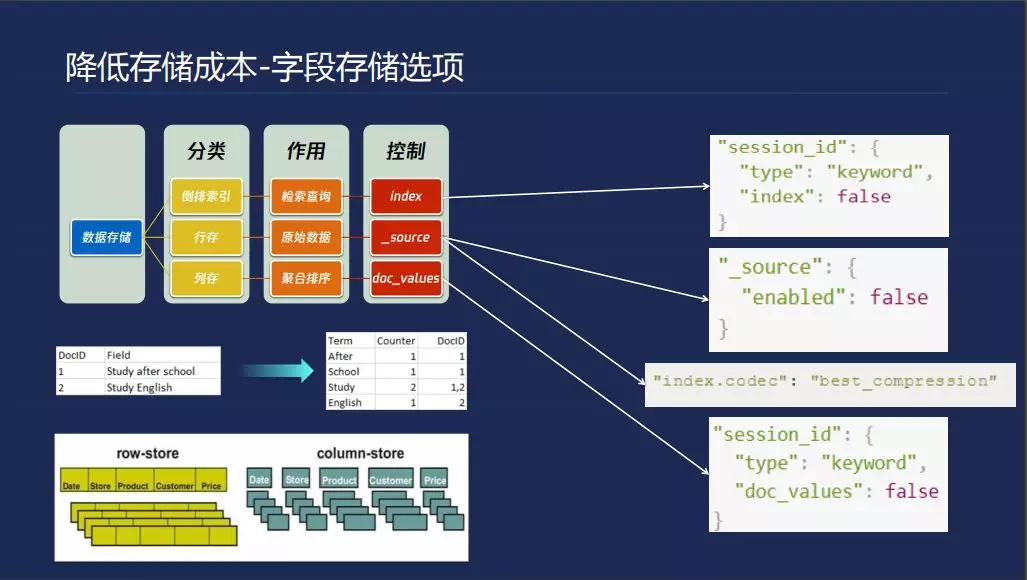 降低存储成本-字段存储选项
分类 作用 控制
倒排索引 检索查询 index
数据存储 行存 原始数据 _source
列存 聚合排序 doc_values
"session_id": {
"type": "keyword",
"index": false
}
"_source": {
"enabled": false
}
"index.codec": "best_compression"
"session_id": {
"type": "keyword",
"doc_values": false
}
DocID Field
1 Study after school
2 Study English
Term Counter DocID
After 1 1
School 1 1
Study 2 1,2
English 1 2
row-store
Date Store Product Customer Price
column-store
Date Store Product Customer Price